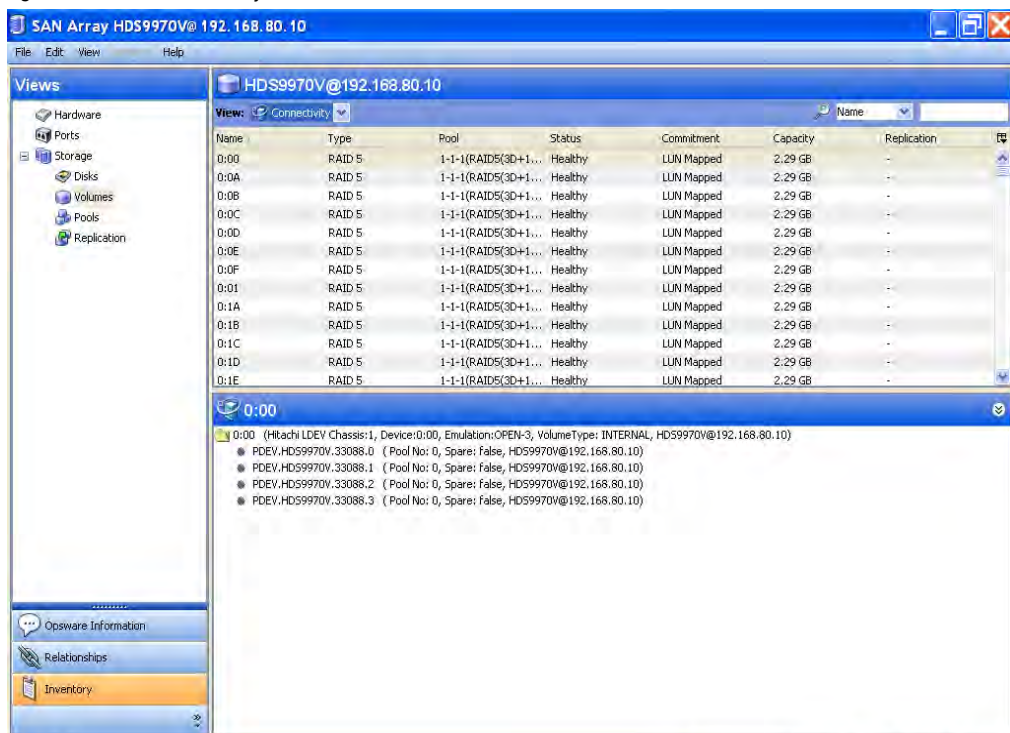 SAN Array HDS9970V@192.168.80.10
File Edit View Help
Views
Hardware
Ports
Storage
Disks
Volumes
Pools
Replication
Opsware Information
Relationships
Inventory
HDS9970V@192.168.80.10
View: Connectivity Name
Name Type Pool Status Commitment Capacity Replication
0:00 RAID 5 1-1-1(RAID5(3D+1... Healthy LUN Mapped 2.29 GB -
0:0A RAID 5 1-1-1(RAID5(3D+1... Healthy LUN Mapped 2.29 GB -
0:0B RAID 5 1-1-1(RAID5(3D+1... Healthy LUN Mapped 2.29 GB -
0:0C RAID 5 1-1-1(RAID5(3D+1... Healthy LUN Mapped 2.29 GB -
0:0D RAID 5 1-1-1(RAID5(3D+1... Healthy LUN Mapped 2.29 GB -
0:0E RAID 5 1-1-1(RAID5(3D+1... Healthy LUN Mapped 2.29 GB -
0:0F RAID 5 1-1-1(RAID5(3D+1... Healthy LUN Mapped 2.29 GB -
0:01 RAID 5 1-1-1(RAID5(3D+1... Healthy LUN Mapped 2.29 GB -
0:1A RAID 5 1-1-1(RAID5(3D+1... Healthy LUN Mapped 2.29 GB -
0:1B RAID 5 1-1-1(RAID5(3D+1... Healthy LUN Mapped 2.29 GB -
0:1C RAID 5 1-1-1(RAID5(3D+1... Healthy LUN Mapped 2.29 GB -
0:1D RAID 5 1-1-1(RAID5(3D+1... Healthy LUN Mapped 2.29 GB -
0:1E RAID 5 1-1-1(RAID5(3D+1... Healthy LUN Mapped 2.29 GB -
0:00
0:00 (Hitachi LDEV Chassis:1, Device:0:00, Emulation:OPEN-3, VolumeType: INTERNAL, HDS9970V@192.168.80.10)
PDEV.HDS9970V.33088.0 ( Pool No: 0, Spare: false, HDS9970V@192.168.80.10)
PDEV.HDS9970V.33088.1 ( Pool No: 0, Spare: false, HDS9970V@192.168.80.10)
PDEV.HDS9970V.33088.2 ( Pool No: 0, Spare: false, HDS9970V@192.168.80.10)
PDEV.HDS9970V.33088.3 ( Pool No: 0, Spare: false, HDS9970V@192.168.80.10)